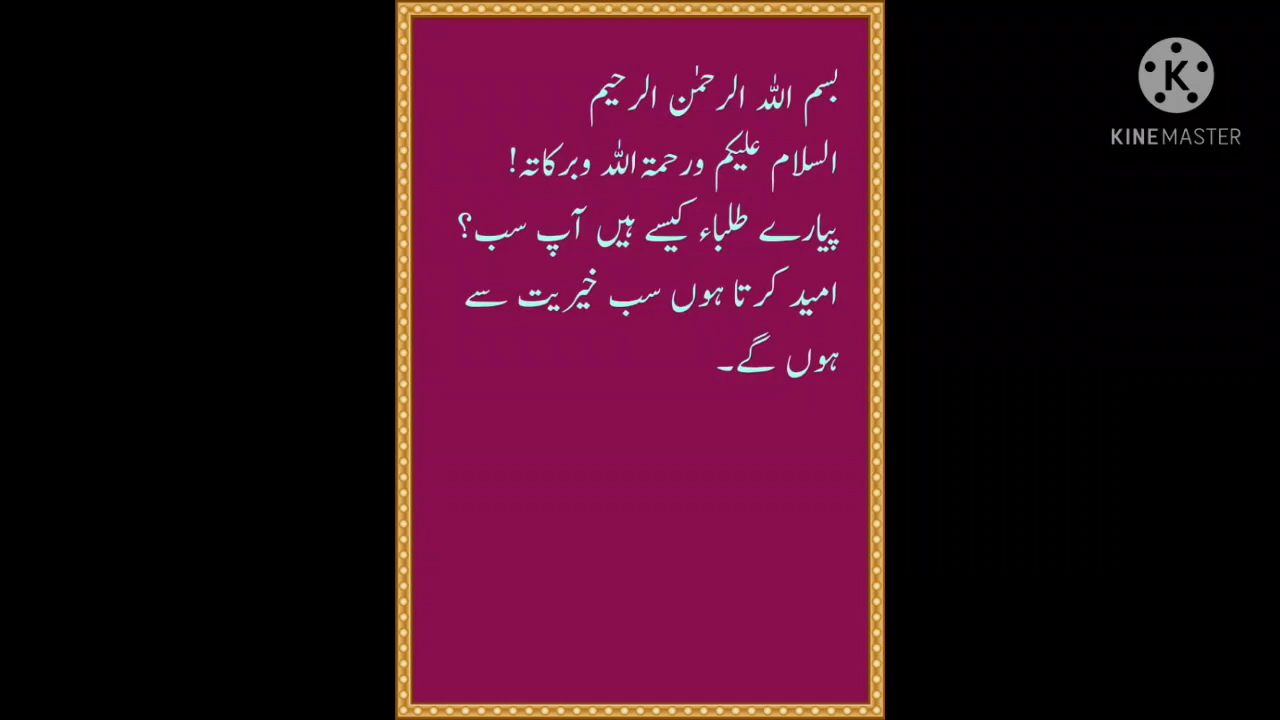 بسم اللہ الرحمٰن الرحیم
السلام علیکم ورحمۃ اللہ وبرکاتہ!
پیارے طلباء کیسے ہیں آپ سب؟
امید کرتا ہوں سب خیریت سے
ہوں گے۔
K
KINEMASTER